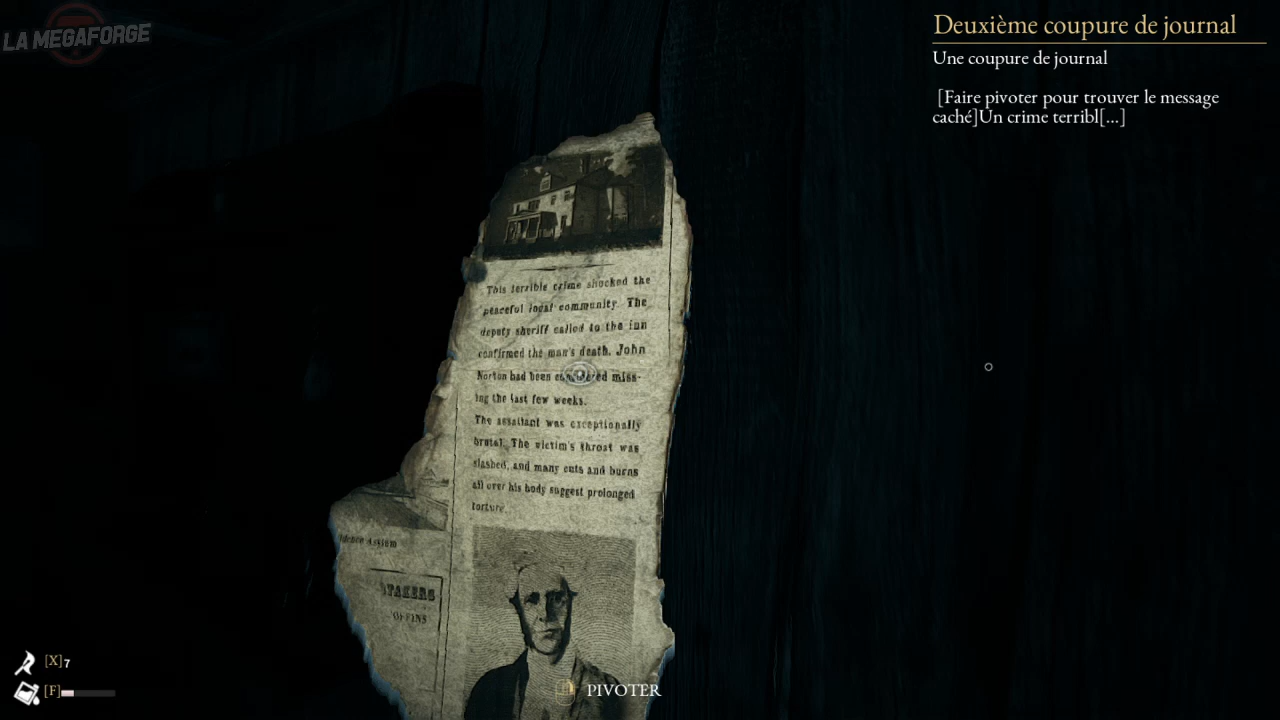 LA MEGAFORGE
Deuxième coupure de journal
Une coupure de journal
[Faire pivoter pour trouver le message
caché]Un crime terribl[...]
This terrible crime shocked the
peaceful local community. The
deputy sheriff called to the inn
confirmed the man's death. John
Norton had been considered miss-
ing the last few weeks.
The assailant was exceptionally
brutal. The victim's throat was
slashed, and many cuts and burns
all over his body suggest prolonged
torture.
TAKERS
[X] 7
[F]
PIVOTER